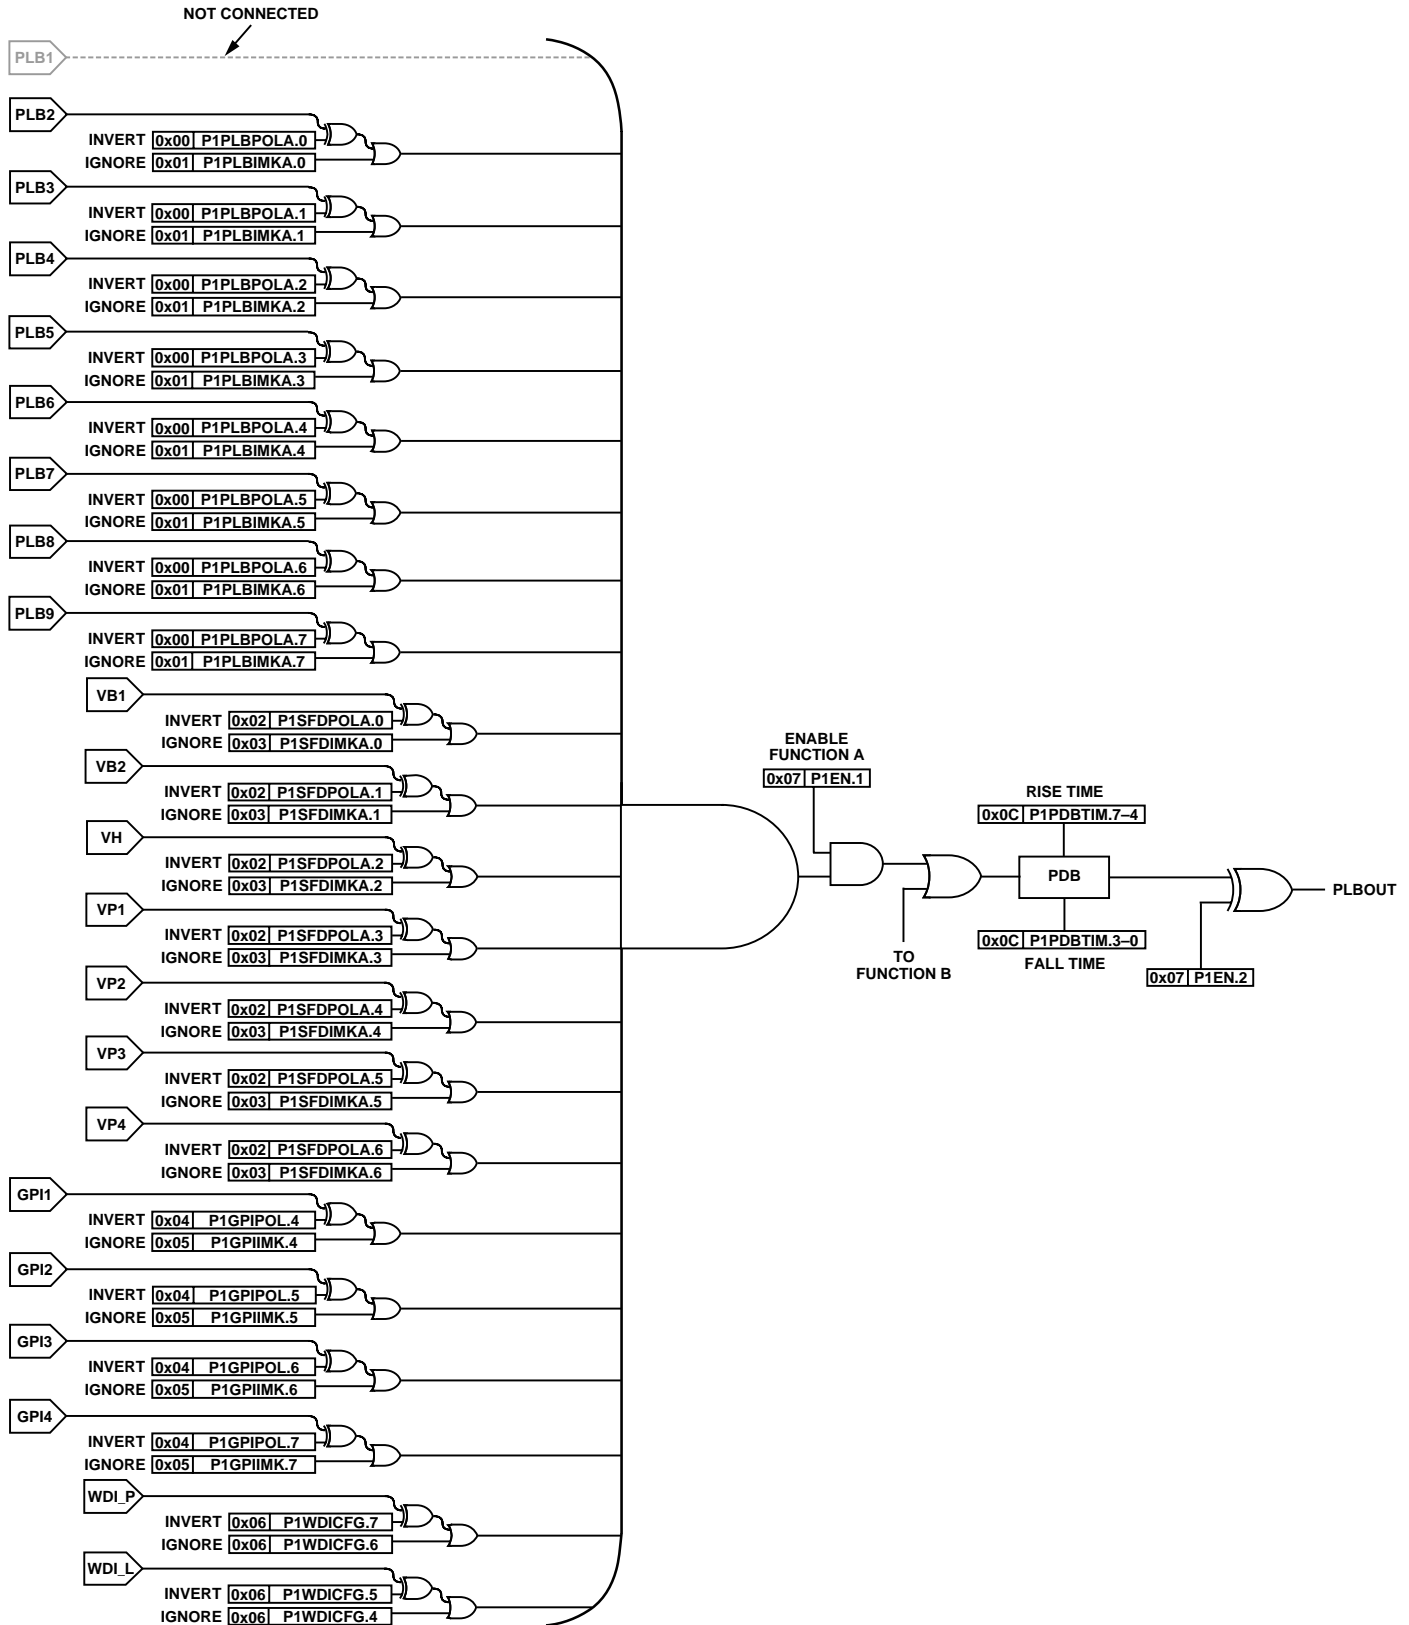 NOT CONNECTED
PLB1
PLB2
INVERT 0x00 P1PLBPOLA.0
IGNORE 0x01 P1PLBIMKA.0
PLB3
INVERT 0x00 P1PLBPOLA.1
IGNORE 0x01 P1PLBIMKA.1
PLB4
INVERT 0x00 P1PLBPOLA.2
IGNORE 0x01 P1PLBIMKA.2
PLB5
INVERT 0x00 P1PLBPOLA.3
IGNORE 0x01 P1PLBIMKA.3
PLB6
INVERT 0x00 P1PLBPOLA.4
IGNORE 0x01 P1PLBIMKA.4
PLB7
INVERT 0x00 P1PLBPOLA.5
IGNORE 0x01 P1PLBIMKA.5
PLB8
INVERT 0x00 P1PLBPOLA.6
IGNORE 0x01 P1PLBIMKA.6
PLB9
INVERT 0x00 P1PLBPOLA.7
IGNORE 0x01 P1PLBIMKA.7
VB1
INVERT 0x02 P1SFDPOLA.0
IGNORE 0x03 P1SFDIMKA.0
VB2
INVERT 0x02 P1SFDPOLA.1
IGNORE 0x03 P1SFDIMKA.1
VH
INVERT 0x02 P1SFDPOLA.2
IGNORE 0x03 P1SFDIMKA.2
VP1
INVERT 0x02 P1SFDPOLA.3
IGNORE 0x03 P1SFDIMKA.3
VP2
INVERT 0x02 P1SFDPOLA.4
IGNORE 0x03 P1SFDIMKA.4
VP3
INVERT 0x02 P1SFDPOLA.5
IGNORE 0x03 P1SFDIMKA.5
VP4
INVERT 0x02 P1SFDPOLA.6
IGNORE 0x03 P1SFDIMKA.6
GPI1
INVERT 0x04 P1GPIPOL.4
IGNORE 0x05 P1GPIIMK.4
GPI2
INVERT 0x04 P1GPIPOL.5
IGNORE 0x05 P1GPIIMK.5
GPI3
INVERT 0x04 P1GPIPOL.6
IGNORE 0x05 P1GPIIMK.6
GPI4
INVERT 0x04 P1GPIPOL.7
IGNORE 0x05 P1GPIIMK.7
WDI_P
INVERT 0x06 P1WDICFG.7
IGNORE 0x06 P1WDICFG.6
WDI_L
INVERT 0x06 P1WDICFG.5
IGNORE 0x06 P1WDICFG.4
ENABLE
FUNCTION A
0x07 P1EN.1
TO
FUNCTION B
RISE TIME
0x0C P1PDBTIM.7–4
PDB
0x0C P1PDBTIM.3–0
FALL TIME
0x07 P1EN.2
PLBOUT